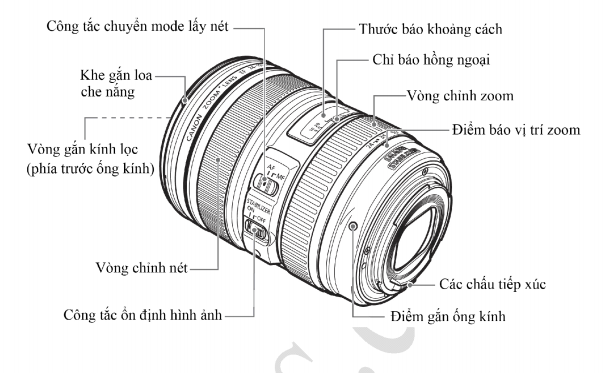 Công tắc chuyển mode lấy nét
Thước báo khoảng cách
Chỉ báo hồng ngoại
Khe gắn loa
che nắng
Vòng chỉnh zoom
Điểm báo vị trí zoom
Vòng gắn kính lọc
(phía trước ống kính)
CANON ZOOM LENS
AF
MF
STABILIZER
ON
OFF
Vòng chỉnh nét
Các chấu tiếp xúc
Công tắc ổn định hình ảnh
Điểm gắn ống kính